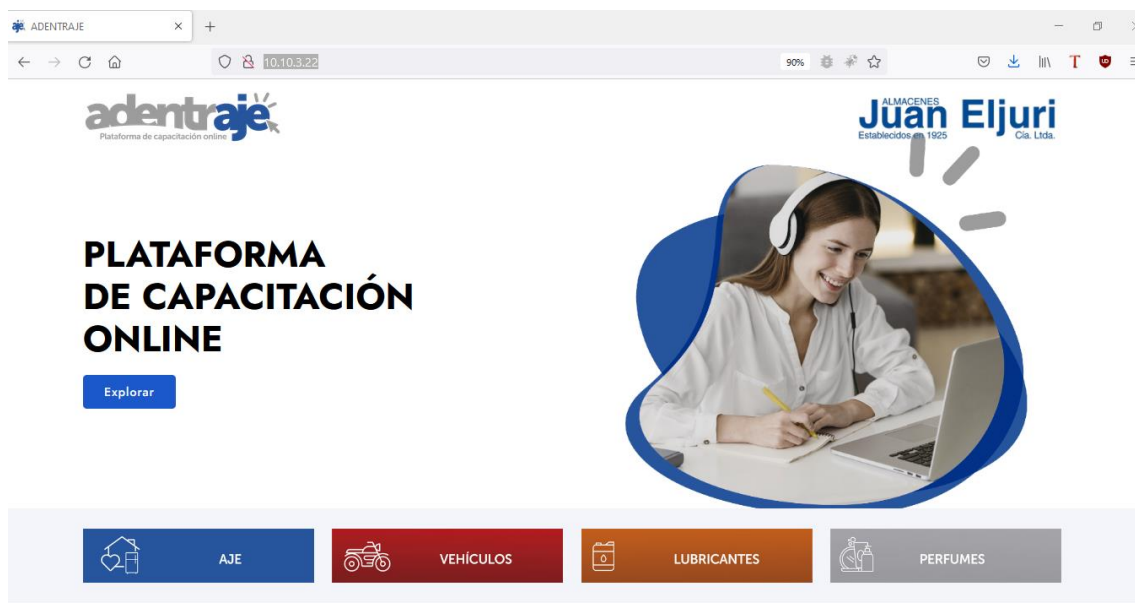 ADENTRAJE
10.10.3.22
90%
adentraje
Plataforma de capacitación online
ALMACENES
Juan Eljuri
Establecidos en 1925
Cía. Ltda.
PLATAFORMA
DE CAPACITACIÓN
ONLINE
Explorar
AJE
VEHÍCULOS
LUBRICANTES
PERFUMES